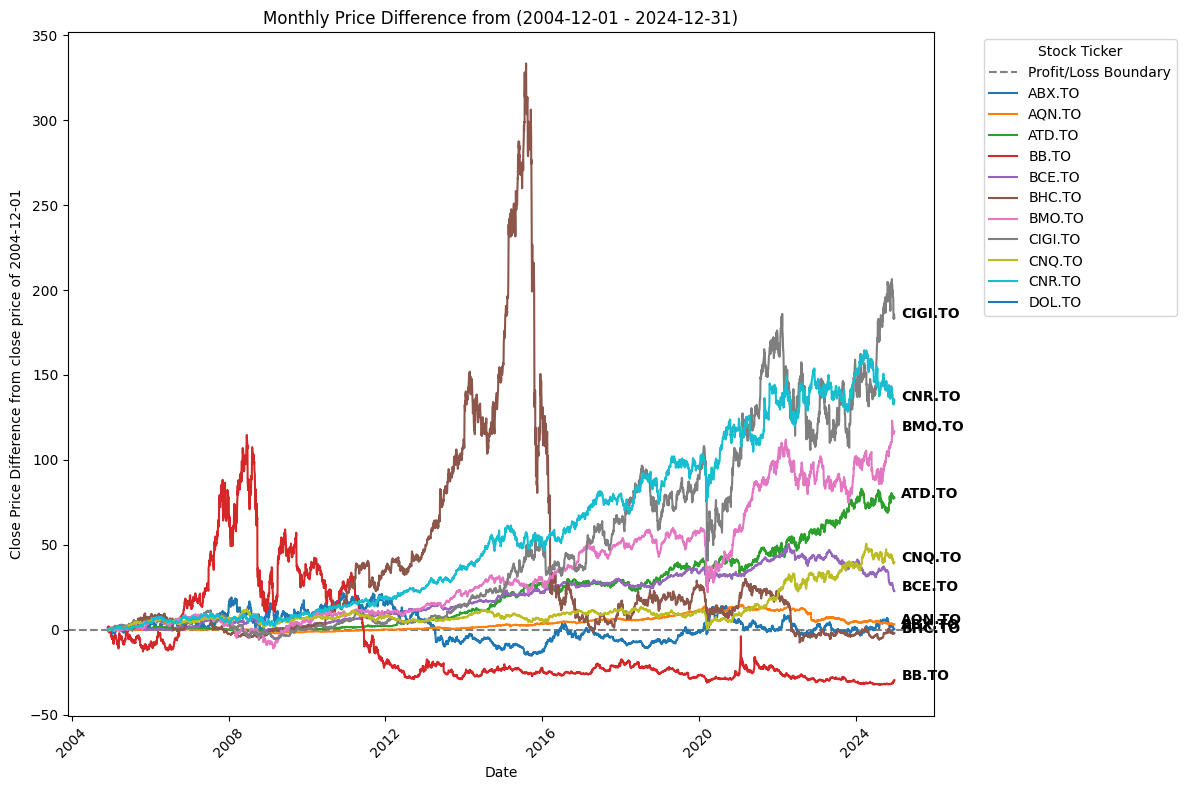 Monthly Price Difference from (2004-12-01 - 2024-12-31)
Close Price Difference from close price of 2004-12-01
350
300
250
200
150
100
50
0
−50
2004
2008
2012
2016
2020
2024
Date
CIGI.TO
CNR.TO
BMO.TO
ATD.TO
CNQ.TO
BCE.TO
AQN.TO
BHC.TO
BB.TO
Stock Ticker
Profit/Loss Boundary
ABX.TO
AQN.TO
ATD.TO
BB.TO
BCE.TO
BHC.TO
BMO.TO
CIGI.TO
CNQ.TO
CNR.TO
DOL.TO